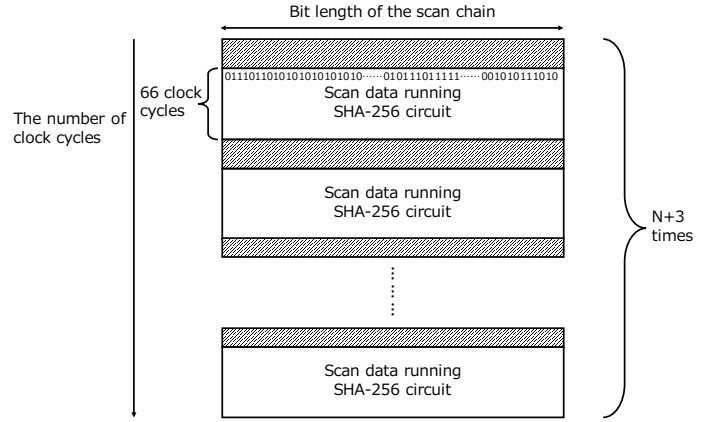 Bit length of the scan chain
01110110101010101010······010111011111······001010111010
Scan data running
SHA-256 circuit
66 clock
cycles
The number of
clock cycles
Scan data running
SHA-256 circuit
N+3
times
Scan data running
SHA-256 circuit